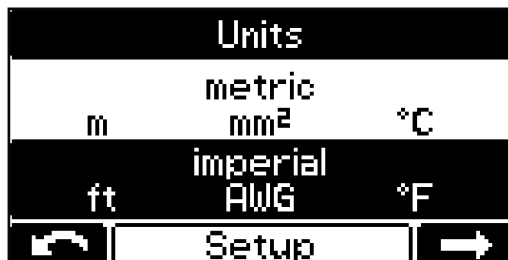 Units
metric
m mm² °C
imperial
ft AWG °F
Setup